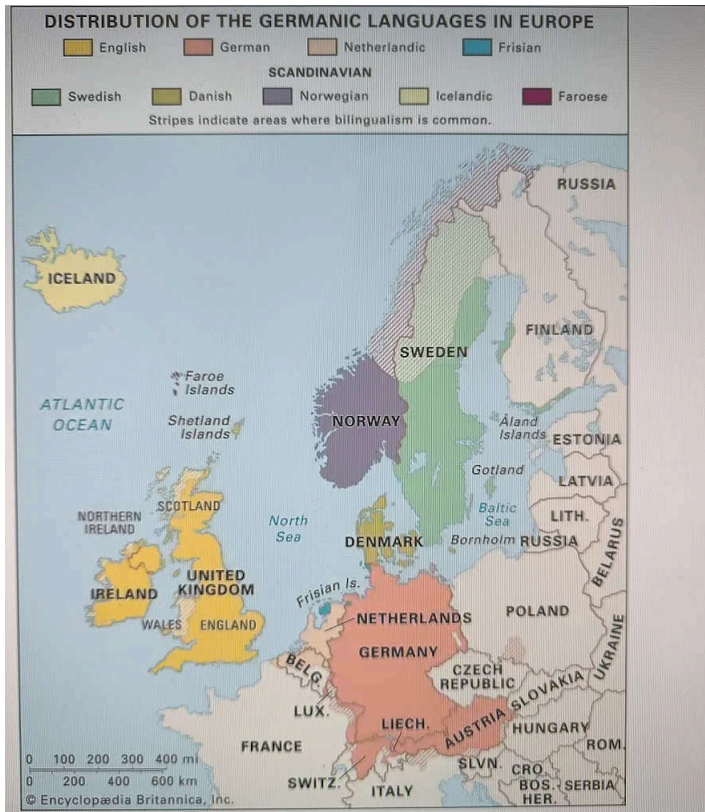 DISTRIBUTION OF THE GERMANIC LANGUAGES IN EUROPE
English German Netherlandic Frisian
SCANDINAVIAN
Swedish Danish Norwegian Icelandic Faroese
Stripes indicate areas where bilingualism is common.
RUSSIA
ICELAND
FINLAND
SWEDEN
Faroe
Islands
ATLANTIC
OCEAN
Shetland
Islands
NORWAY
Åland
Islands
ESTONIA
Gotland
LATVIA
SCOTLAND
Baltic
Sea
LITH.
NORTHERN
IRELAND
North
Sea
DENMARK
Bornholm
RUSSIA
BELARUS
UNITED
KINGDOM
IRELAND
Frisian Is.
WALES
ENGLAND
NETHERLANDS
POLAND
UKRAINE
GERMANY
BELG.
CZECH
REPUBLIC
SLOVAKIA
LUX.
LIECH.
AUSTRIA
HUNGARY
FRANCE
ROM.
0 100 200 300 400 mi
0 200 400 600 km
SWITZ.
ITALY
SLVN.
CRO.
BOS.
HER.
SERBIA
© Encyclopædia Britannica, Inc.